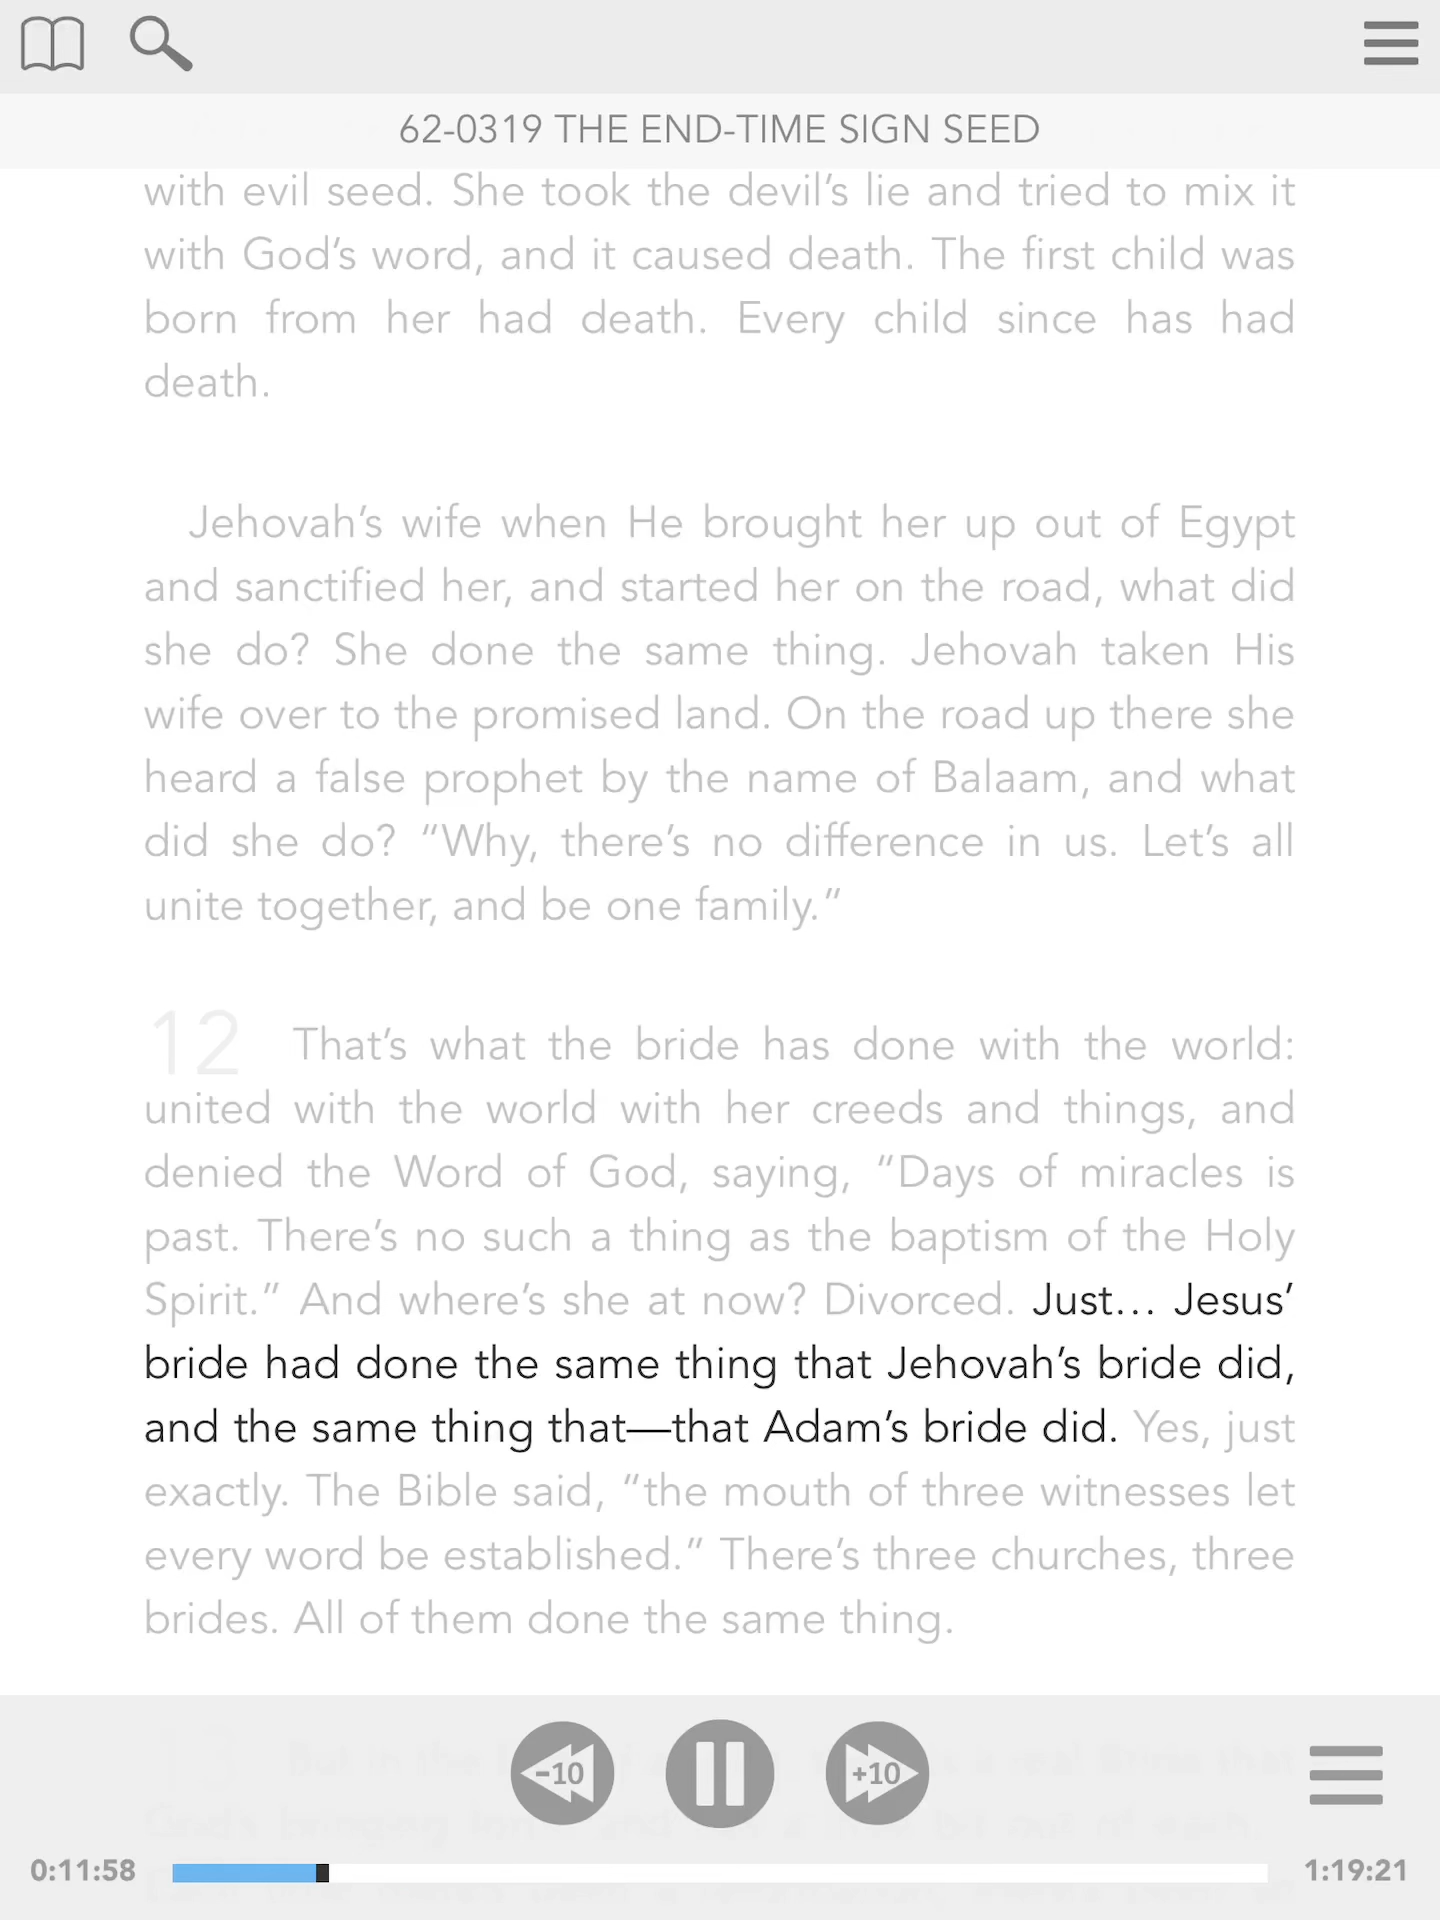 62-0319 THE END-TIME SIGN SEED
with evil seed. She took the devil’s lie and tried to mix it
with God’s word, and it caused death. The first child was
born from her had death. Every child since has had
death.
Jehovah’s wife when He brought her up out of Egypt
and sanctified her, and started her on the road, what did
she do? She done the same thing. Jehovah taken His
wife over to the promised land. On the road up there she
heard a false prophet by the name of Balaam, and what
did she do? “Why, there’s no difference in us. Let’s all
unite together, and be one family.”
12 That’s what the bride has done with the world:
united with the world with her creeds and things, and
denied the Word of God, saying, “Days of miracles is
past. There’s no such a thing as the baptism of the Holy
Spirit.” And where’s she at now? Divorced. Just… Jesus’
bride had done the same thing that Jehovah’s bride did,
and the same thing that—that Adam’s bride did. Yes, just
exactly. The Bible said, “the mouth of three witnesses let
every word be established.” There’s three churches, three
brides. All of them done the same thing.
-10 +10
0:11:58 1:19:21